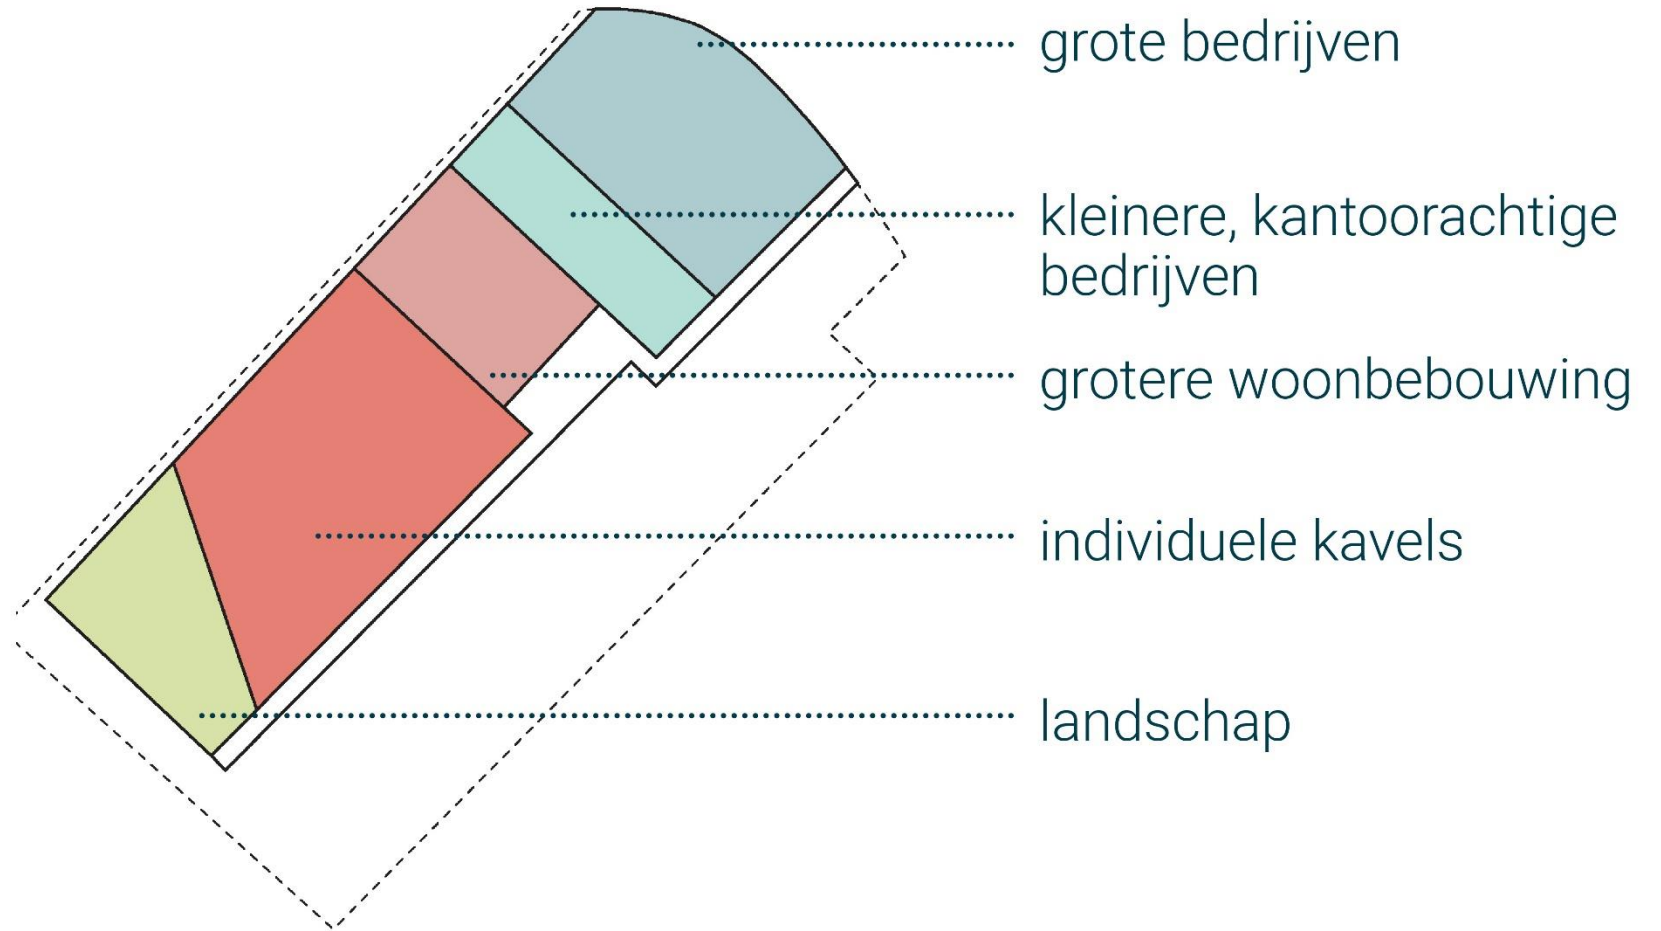 grote bedrijven
kleinere, kantoorachtige
bedrijven
grotere woonbebouwing
individuele kavels
landschap